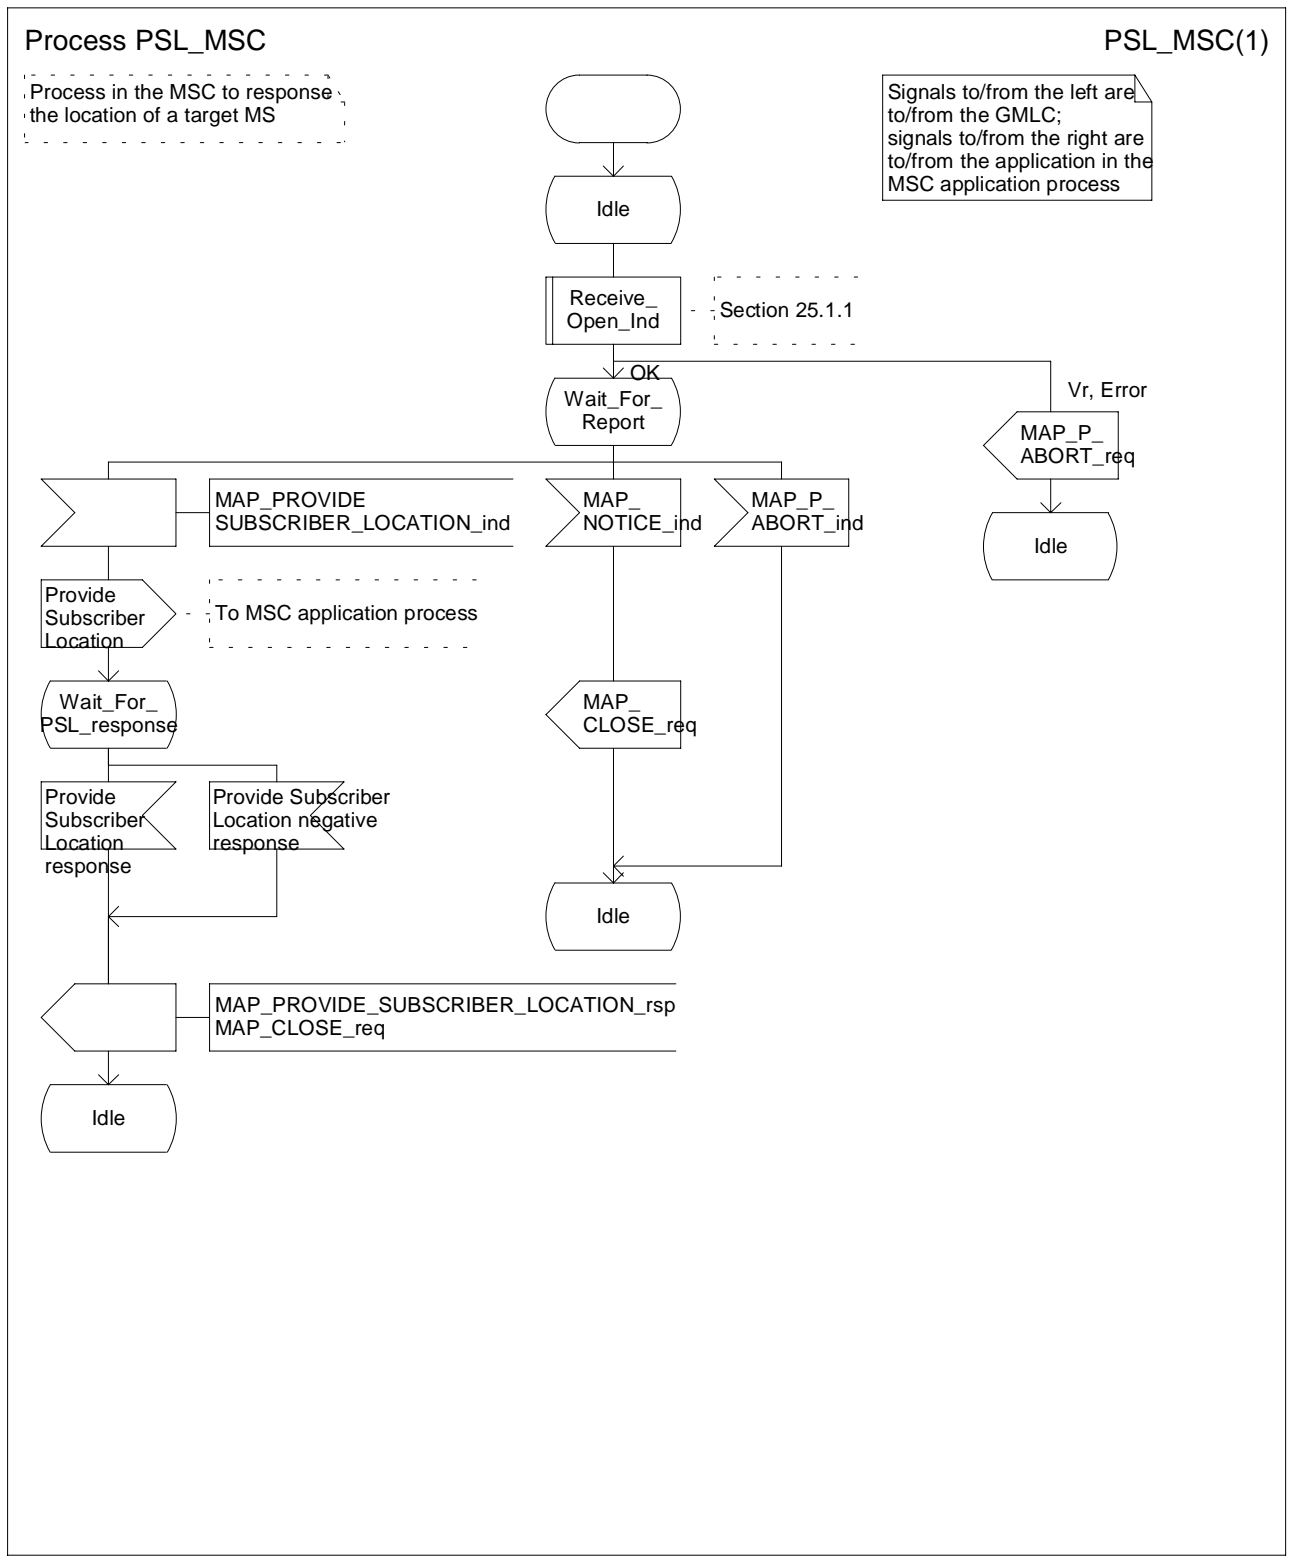 Process PSL_MSC
PSL_MSC(1)
Process in the MSC to response
the location of a target MS
Signals to/from the left are
to/from the GMLC;
signals to/from the right are
to/from the application in the
MSC application process
Idle
Receive_
Open_Ind
Section 25.1.1
OK
Vr, Error
Wait_For_
Report
MAP_P_
ABORT_req
Idle
MAP_PROVIDE
SUBSCRIBER_LOCATION_ind
MAP_
NOTICE_ind
MAP_P_
ABORT_ind
Provide
Subscriber
Location
To MSC application process
Wait_For_
PSL_response
MAP_
CLOSE_req
Provide
Subscriber
Location
response
Provide Subscriber
Location negative
response
Idle
MAP_PROVIDE_SUBSCRIBER_LOCATION_rsp
MAP_CLOSE_req
Idle